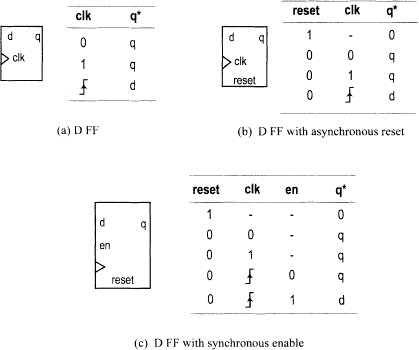 d q
clk
clk q*
0 q
1 q
d
(a) D FF
d q
clk
reset
reset clk q*
1 - 0
0 0 q
0 1 q
0 d
(b) D FF with asynchronous reset
d q
en
reset
reset clk en q*
1 - - 0
0 0 - q
0 1 - q
0 0 q
0 1 d
(c) D FF with synchronous enable